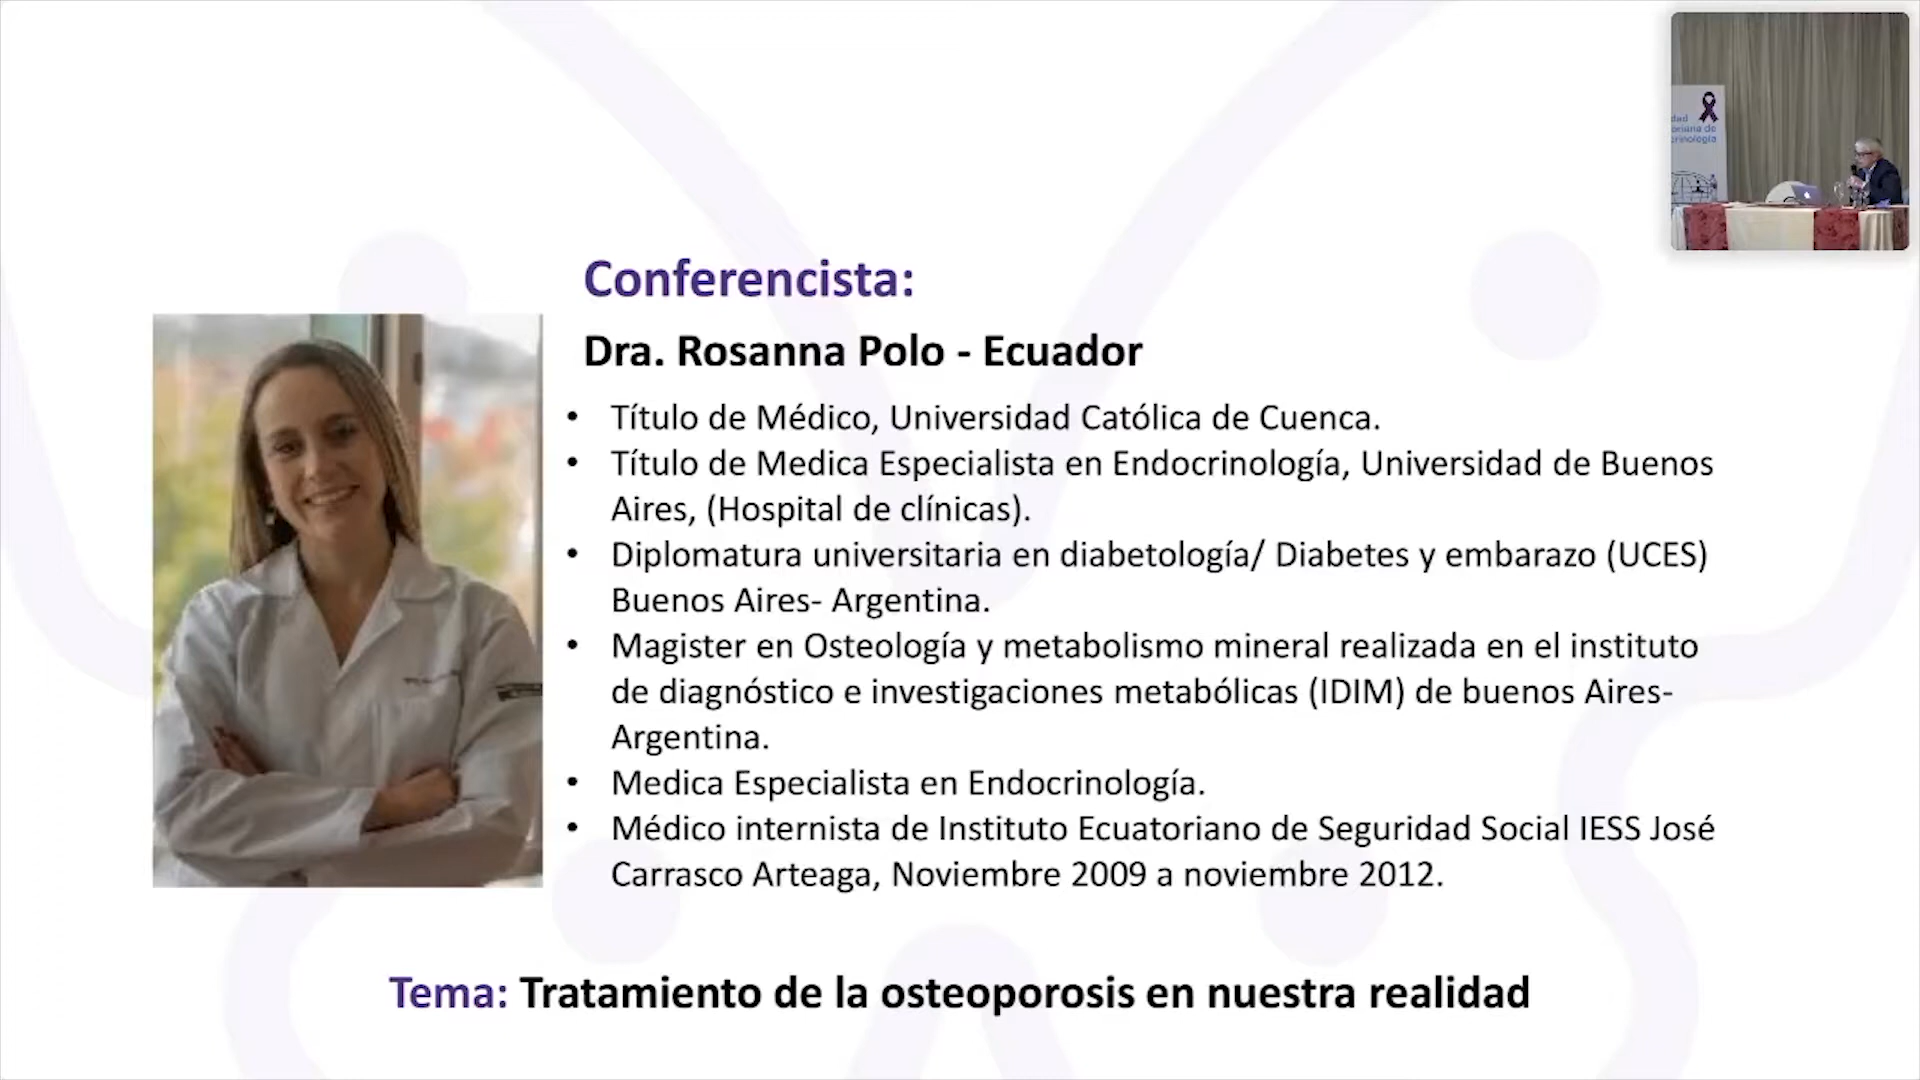 Conferencista:
Dra. Rosanna Polo - Ecuador
• Título de Médico, Universidad Católica de Cuenca.
• Título de Medica Especialista en Endocrinología, Universidad de Buenos
Aires, (Hospital de clínicas).
• Diplomatura universitaria en diabetología/ Diabetes y embarazo (UCES)
Buenos Aires- Argentina.
• Magister en Osteología y metabolismo mineral realizada en el instituto
de diagnóstico e investigaciones metabólicas (IDIM) de buenos Aires-
Argentina.
• Medica Especialista en Endocrinología.
• Médico internista de Instituto Ecuatoriano de Seguridad Social IESS José
Carrasco Arteaga, Noviembre 2009 a noviembre 2012.
Tema: Tratamiento de la osteoporosis en nuestra realidad
dad
oriana de
crinología